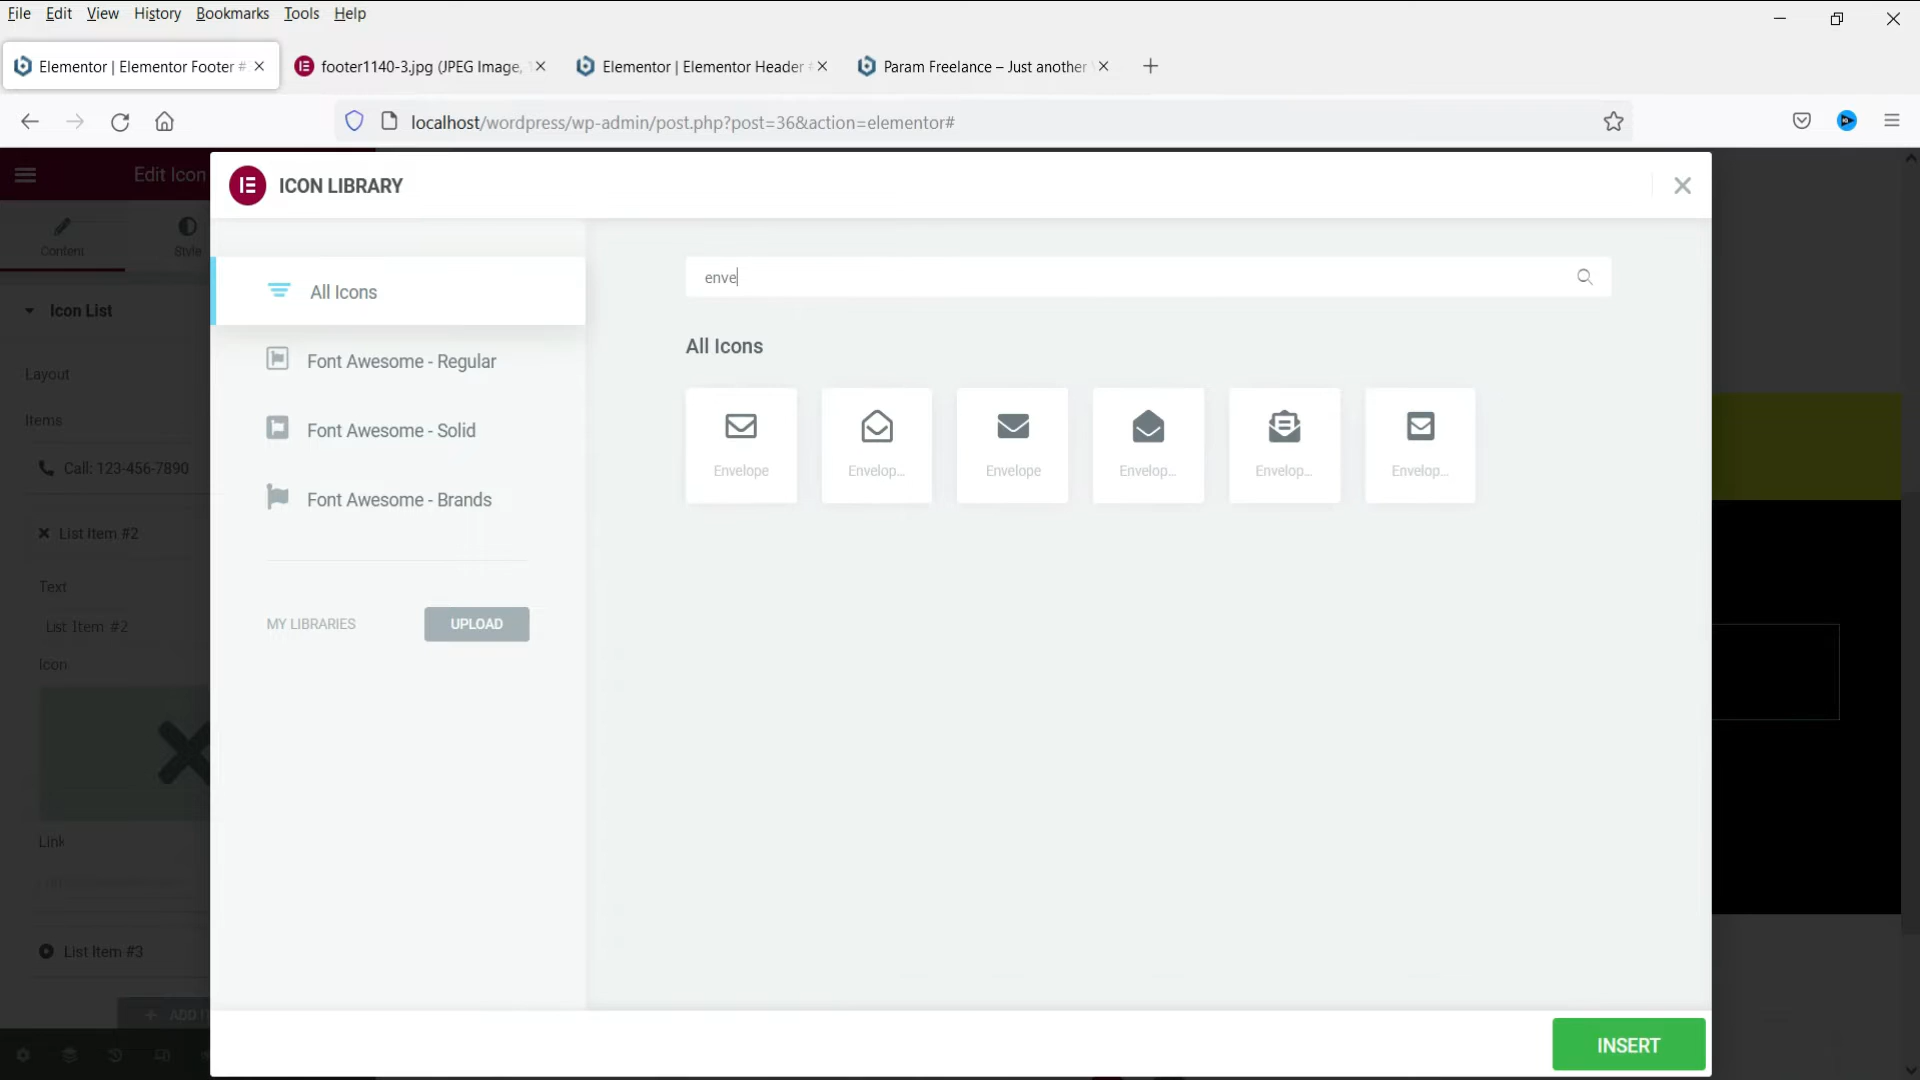 File Edit View History Bookmarks Tools Help
Elementor | Elementor Footer #
footer1140-3.jpg (JPEG Image,
Elementor | Elementor Header
Param Freelance – Just another
localhost/wordpress/wp-admin/post.php?post=36&action=elementor#
Edit Icon
ICON LIBRARY
Content
Style
enve
All Icons
Icon List
All Icons
Font Awesome - Regular
Layout
Items
Font Awesome - Solid
Call: 123-456-7890
Envelope
Envelop...
Envelope
Envelop...
Envelop...
Envelop...
Font Awesome - Brands
List Item #2
Text
MY LIBRARIES
UPLOAD
List Item #2
Icon
Link
List Item #3
ADD
INSERT